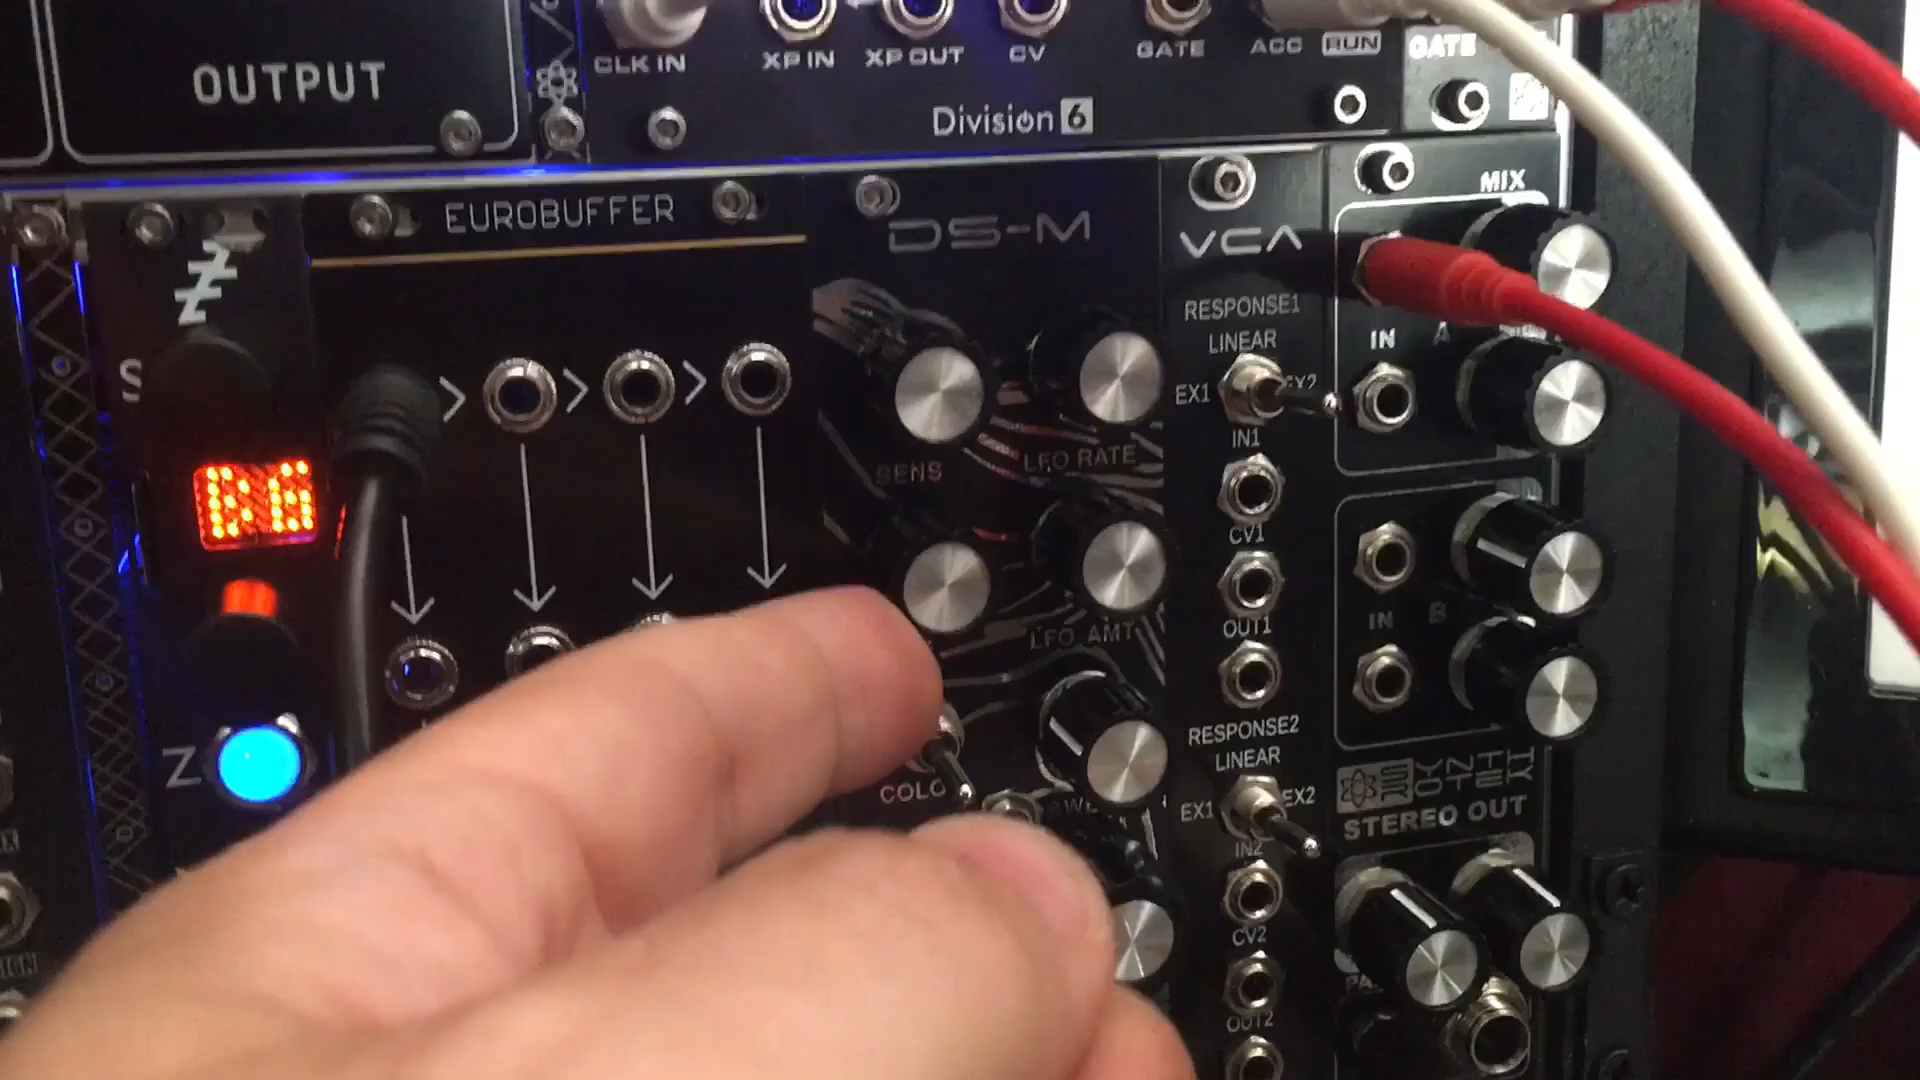 OUTPUT
CLK IN
XP IN
XP OUT
CV
GATE
ACC
RUN
GATE
Division 6
EUROBUFFER
DS-M
VCA
MIX
RESPONSE1
LINEAR
EX1
EX2
IN1
CV1
OUT1
RESPONSE2
LINEAR
EX1
EX2
IN2
CV2
OUT2
SENS
LFO RATE
LFO AMT
IN
A
IN
B
SYNTHROTEK
STEREO OUT
Z